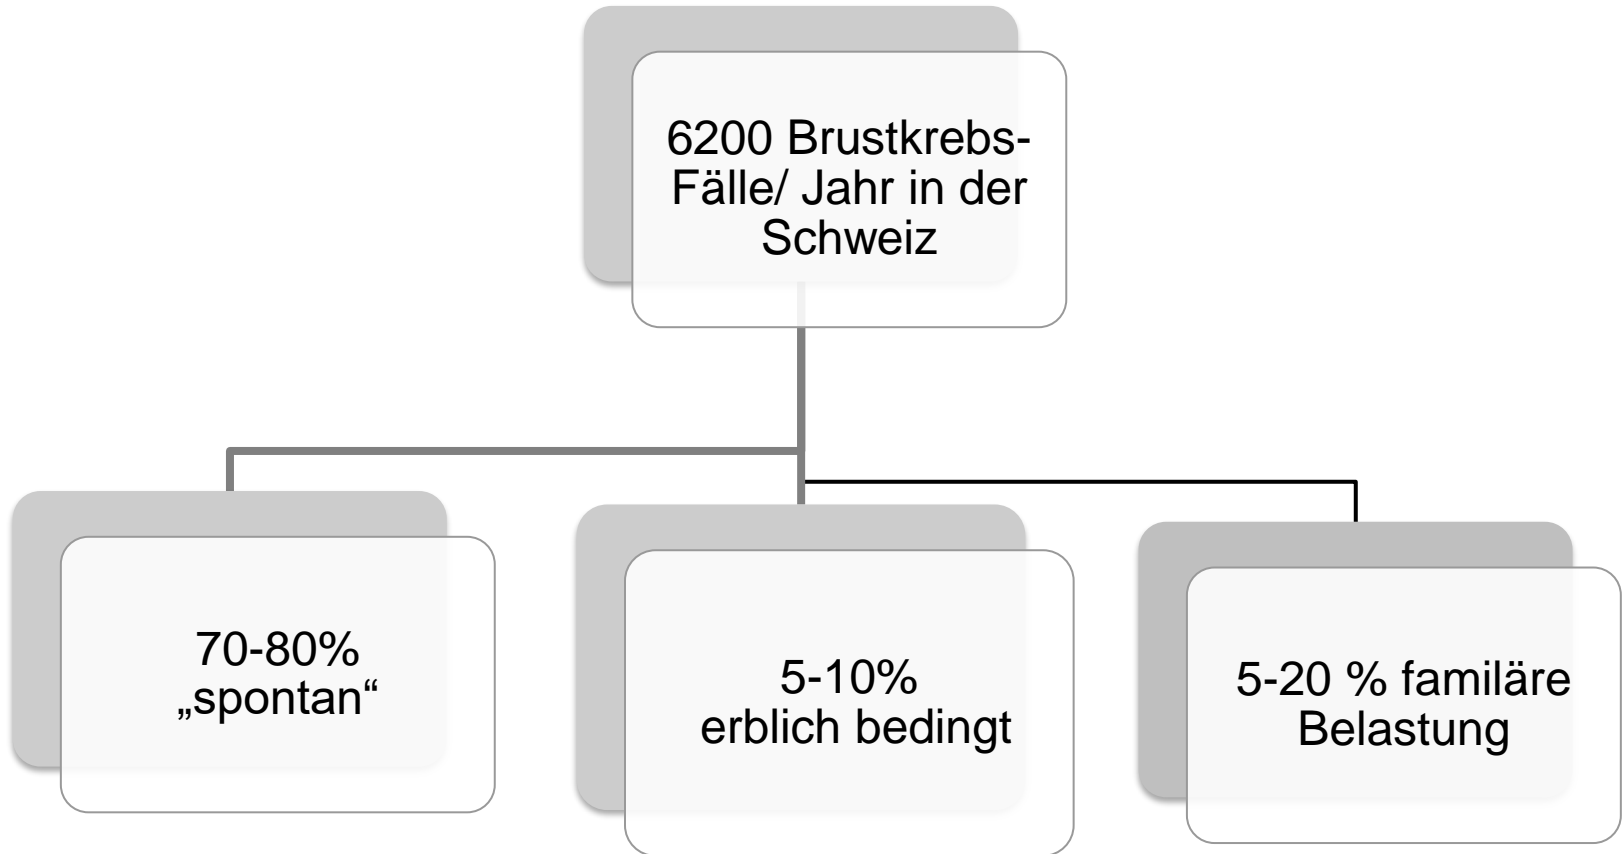 6200 Brustkrebs-
Fälle/ Jahr in der
Schweiz
70-80%
„spontan“
5-10%
erblich bedingt
5-20 % familäre
Belastung